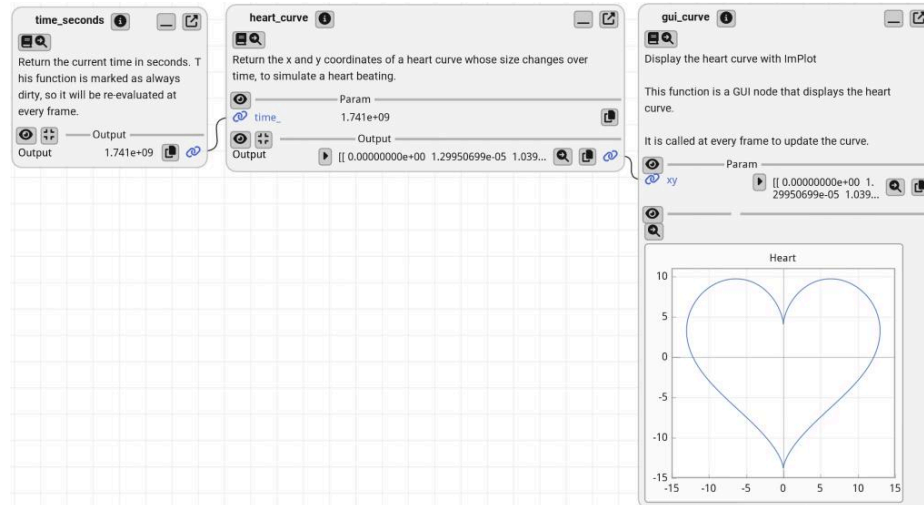 time_seconds
Return the current time in seconds. T
his function is marked as always
dirty, so it will be re-evaluated at
every frame.
Output
Output 1.741e+09
heart_curve
Return the x and y coordinates of a heart curve whose size changes over
time, to simulate a heart beating.
Param
time_ 1.741e+09
Output
Output [[ 0.00000000e+00 1.29950699e-05 1.039...
gui_curve
Display the heart curve with ImPlot
This function is a GUI node that displays the heart
curve.
It is called at every frame to update the curve.
Param
xy [[ 0.00000000e+00 1.
29950699e-05 1.039...
Heart
10
5
0
-5
-10
-15
-15 -10 -5 0 5 10 15